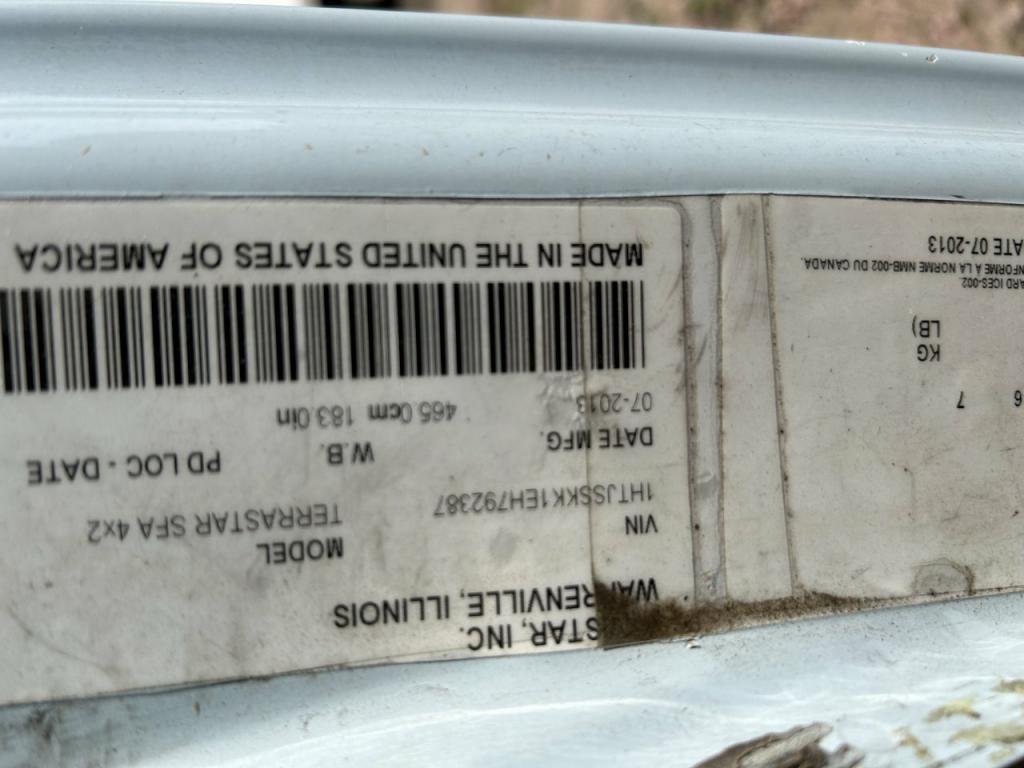 STAR, INC.
WARRENVILLE, ILLINOIS
VIN
MODEL
1HTJSSKK1EH792387
TERRASTAR SFA 4x2
DATE MFG.
W.B.
PD LOC - DATE
07-2013
465.0cm 183.0in
MADE IN THE UNITED STATES OF AMERICA
6
7
KG
LB)
ARD ICES-002
NFORME À LA NORME NMB-002 DU CANADA.
ATE 07-2013